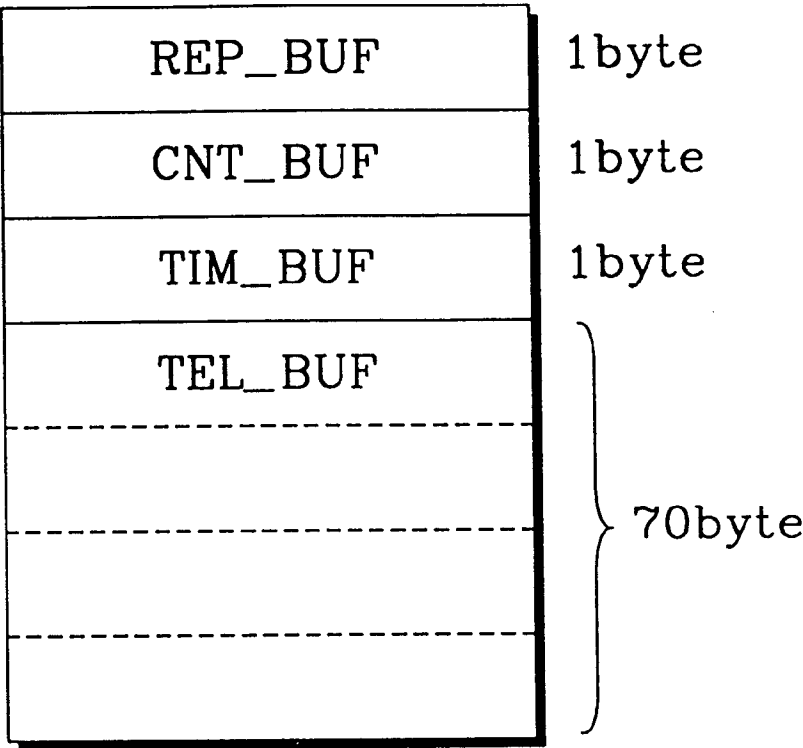 REP_BUF 1byte
CNT_BUF 1byte
TIM_BUF 1byte
TEL_BUF
70byte